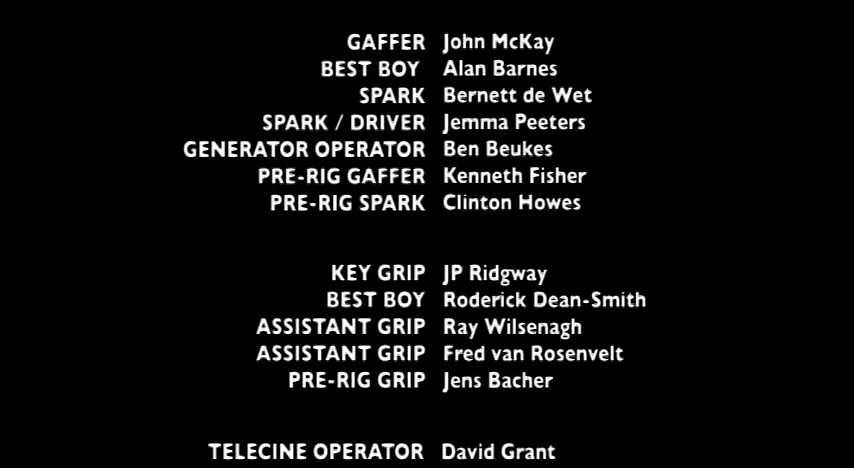 GAFFER John McKay
BEST BOY Alan Barnes
SPARK Bernett de Wet
SPARK / DRIVER Jemma Peeters
GENERATOR OPERATOR Ben Beukes
PRE-RIG GAFFER Kenneth Fisher
PRE-RIG SPARK Clinton Howes
KEY GRIP JP Ridgway
BEST BOY Roderick Dean-Smith
ASSISTANT GRIP Ray Wilsenagh
ASSISTANT GRIP Fred van Rosenvelt
PRE-RIG GRIP Jens Bacher
TELECINE OPERATOR David Grant